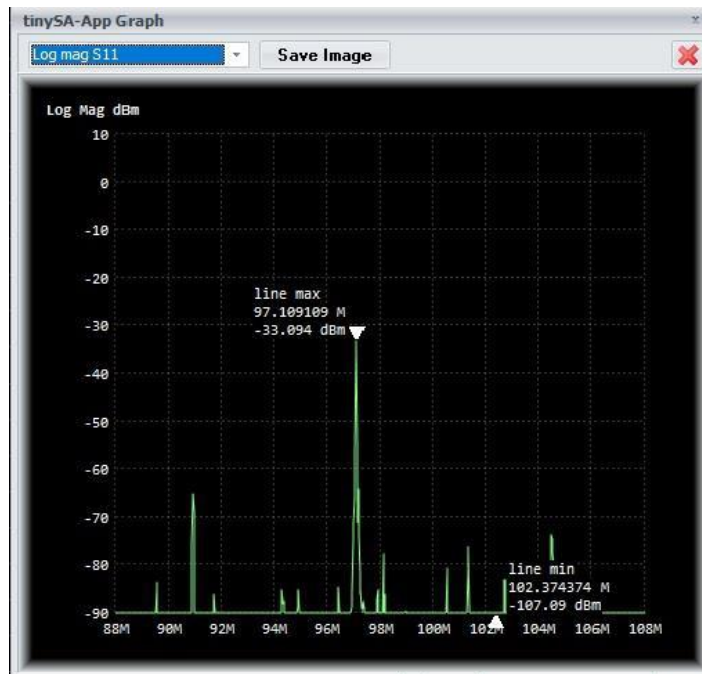 tinySA-App Graph
Log mag S11
Save Image
Log Mag dBm
10
0
-10
-20
line max
97.109109 M
-33.094 dBm
-30
-40
-50
-60
-70
-80
line min
102.374374 M
-107.09 dBm
-90
88M 90M 92M 94M 96M 98M 100M 102M 104M 106M 108M